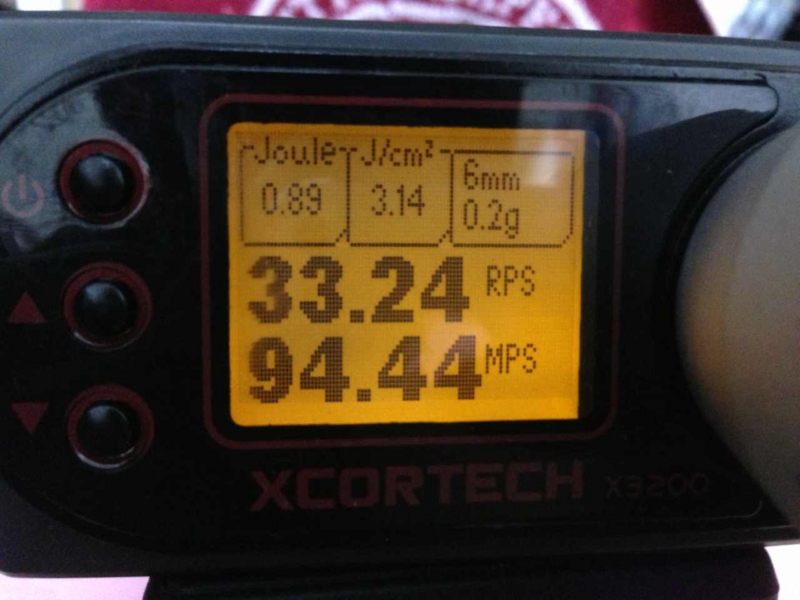 Joule J/cm² 6mm
0.89 3.14 0.2g
33.24 RPS
94.44 MPS
XCORTECH X3200